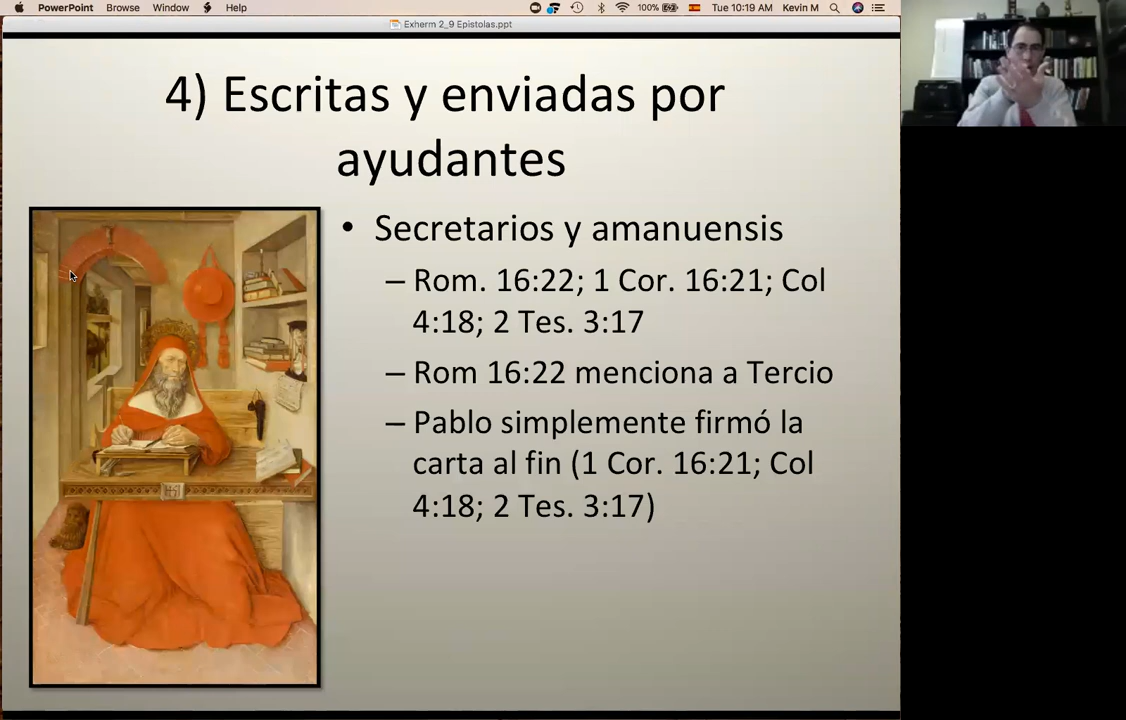 PowerPoint Browse Window Help 100% Tue 10:19 AM Kevin M
Exherm 2_9 Epistolas.ppt
4) Escritas y enviadas por
ayudantes
• Secretarios y amanuensis
– Rom. 16:22; 1 Cor. 16:21; Col
4:18; 2 Tes. 3:17
– Rom 16:22 menciona a Tercio
– Pablo simplemente firmó la
carta al fin (1 Cor. 16:21; Col
4:18; 2 Tes. 3:17)